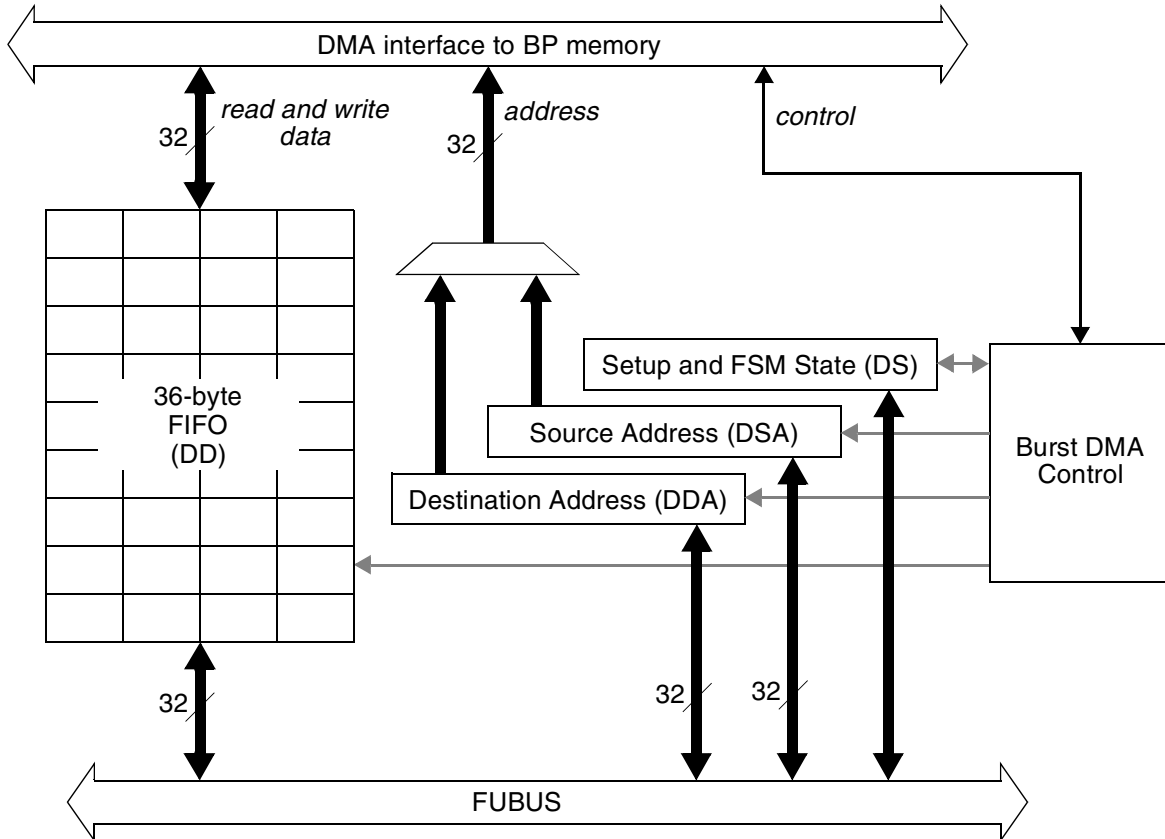 DMA interface to BP memory
read and write
data
32
address
32
control
36-byte
FIFO
(DD)
Setup and FSM State (DS)
Source Address (DSA)
Destination Address (DDA)
Burst DMA
Control
32
32
32
FUBUS